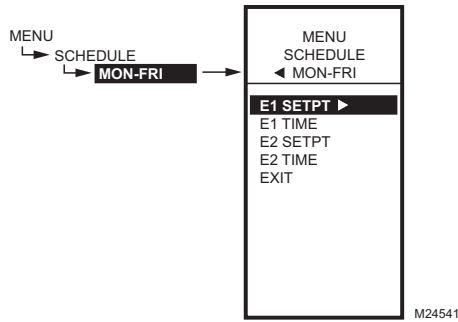 MENU
SCHEDULE
MON-FRI
MENU
SCHEDULE
◄ MON-FRI
E1 SETPT ►
E1 TIME
E2 SETPT
E2 TIME
EXIT
M24541